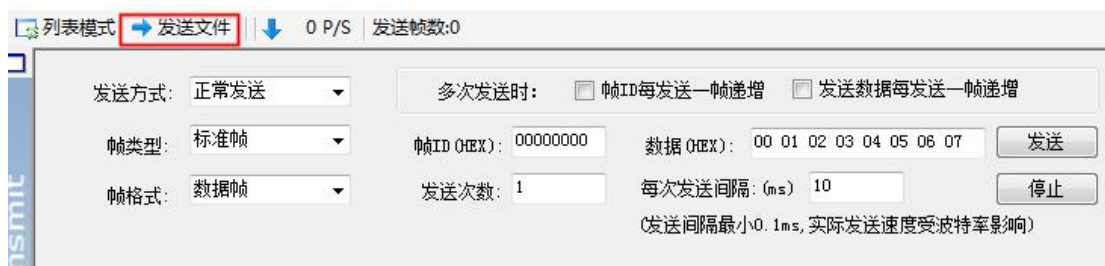 列表模式 发送文件 0 P/S 发送帧数:0
发送方式: 正常发送 多次发送时: 帧ID每发送一帧递增 发送数据每发送一帧递增
帧类型: 标准帧 帧ID(HEX): 00000000 数据(HEX): 00 01 02 03 04 05 06 07 发送
帧格式: 数据帧 发送次数: 1 每次发送间隔:(ms) 10 停止
(发送间隔最小0.1ms,实际发送速度受波特率影响)
nsmit